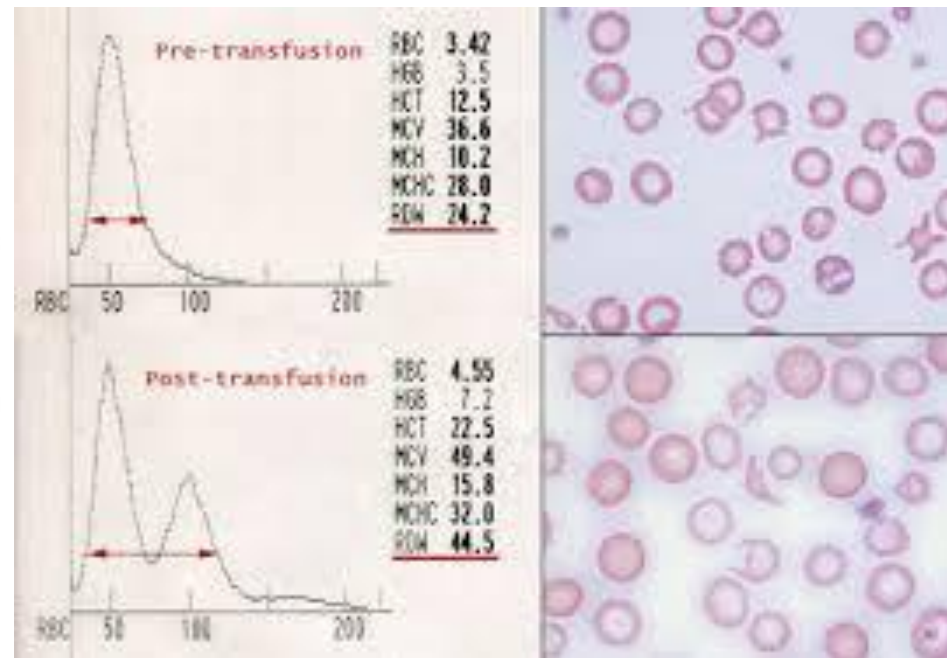 Pre-transfusion
RBC 3.42
HGB 3.5
HCT 12.5
MCV 36.6
MCH 10.2
MCHC 28.0
RDW 24.2
RBC 50 100 200
Post-transfusion
RBC 4.55
HGB 7.2
HCT 22.5
MCV 49.4
MCH 15.8
MCHC 32.0
RDW 44.5
RBC 50 100 200